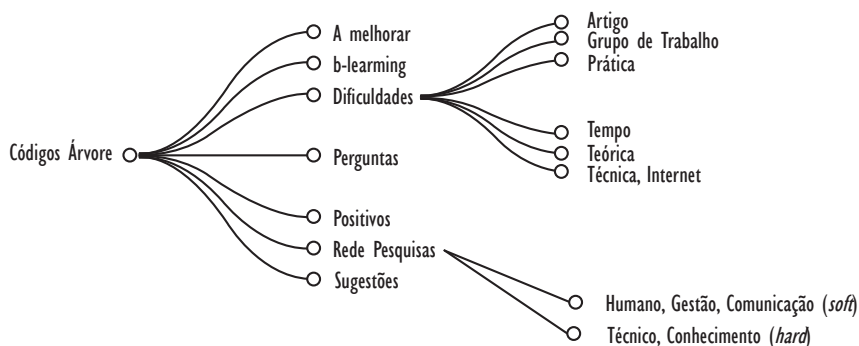 Códigos Árvore
A melhorar
b-learming
Dificuldades
Perguntas
Positivos
Rede Pesquisas
Sugestões
Artigo
Grupo de Trabalho
Prática
Tempo
Teórica
Técnica, Internet
Humano, Gestão, Comunicação (soft)
Técnico, Conhecimento (hard)